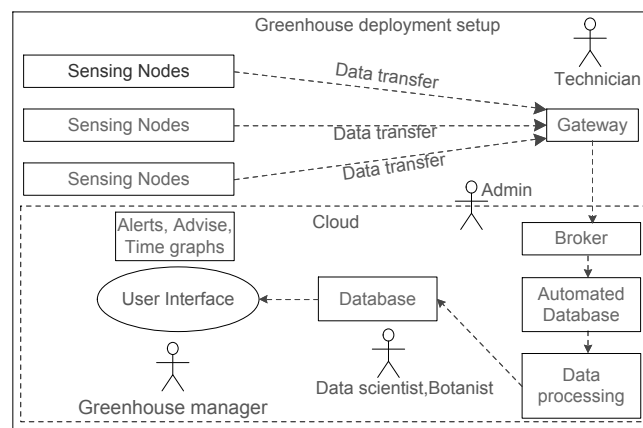 Greenhouse deployment setup
Sensing Nodes
Data transfer
Technician
Sensing Nodes
Data transfer
Gateway
Sensing Nodes
Data transfer
Admin
Cloud
Alerts, Advise,
Time graphs
Broker
User Interface
Database
Automated
Database
Greenhouse manager
Data scientist,Botanist
Data
processing